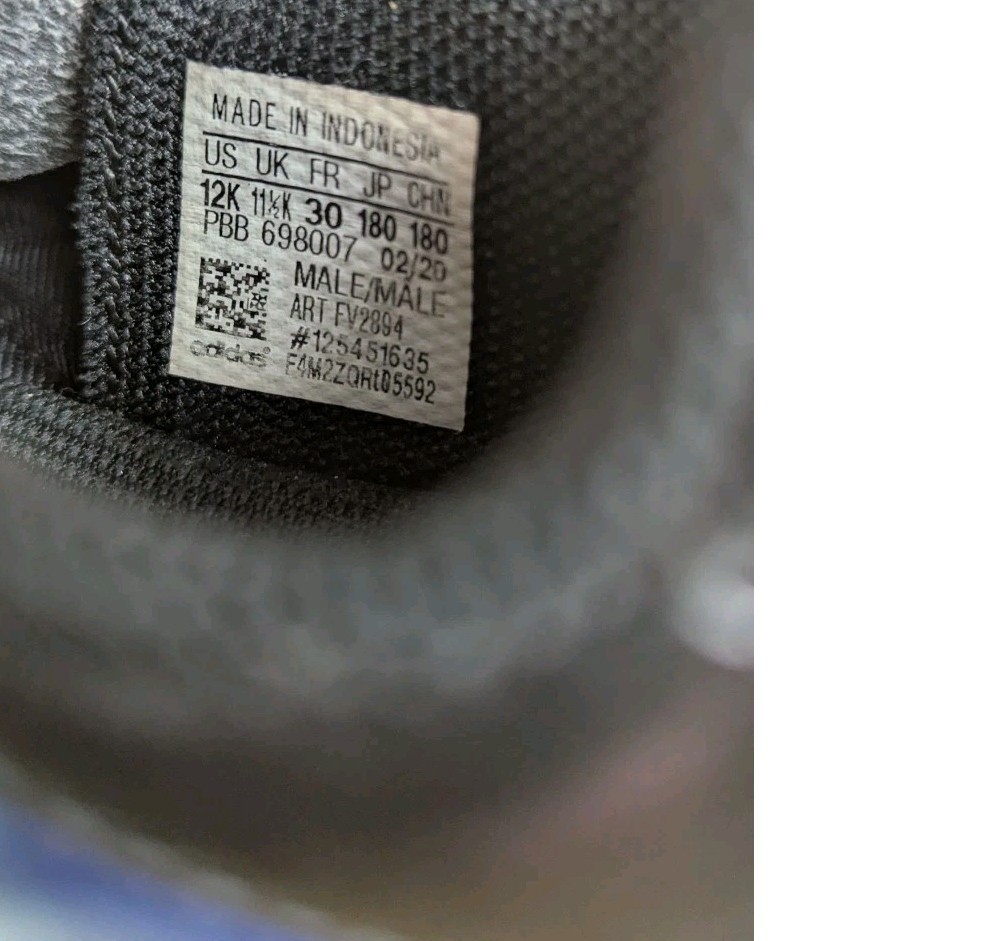 MADE IN INDONESIA
US UK FR JP CHN
12K 11½K 30 180 180
PBB 698007 02/20
MALE/MALE
ART FV2894
#125451635
adidas®